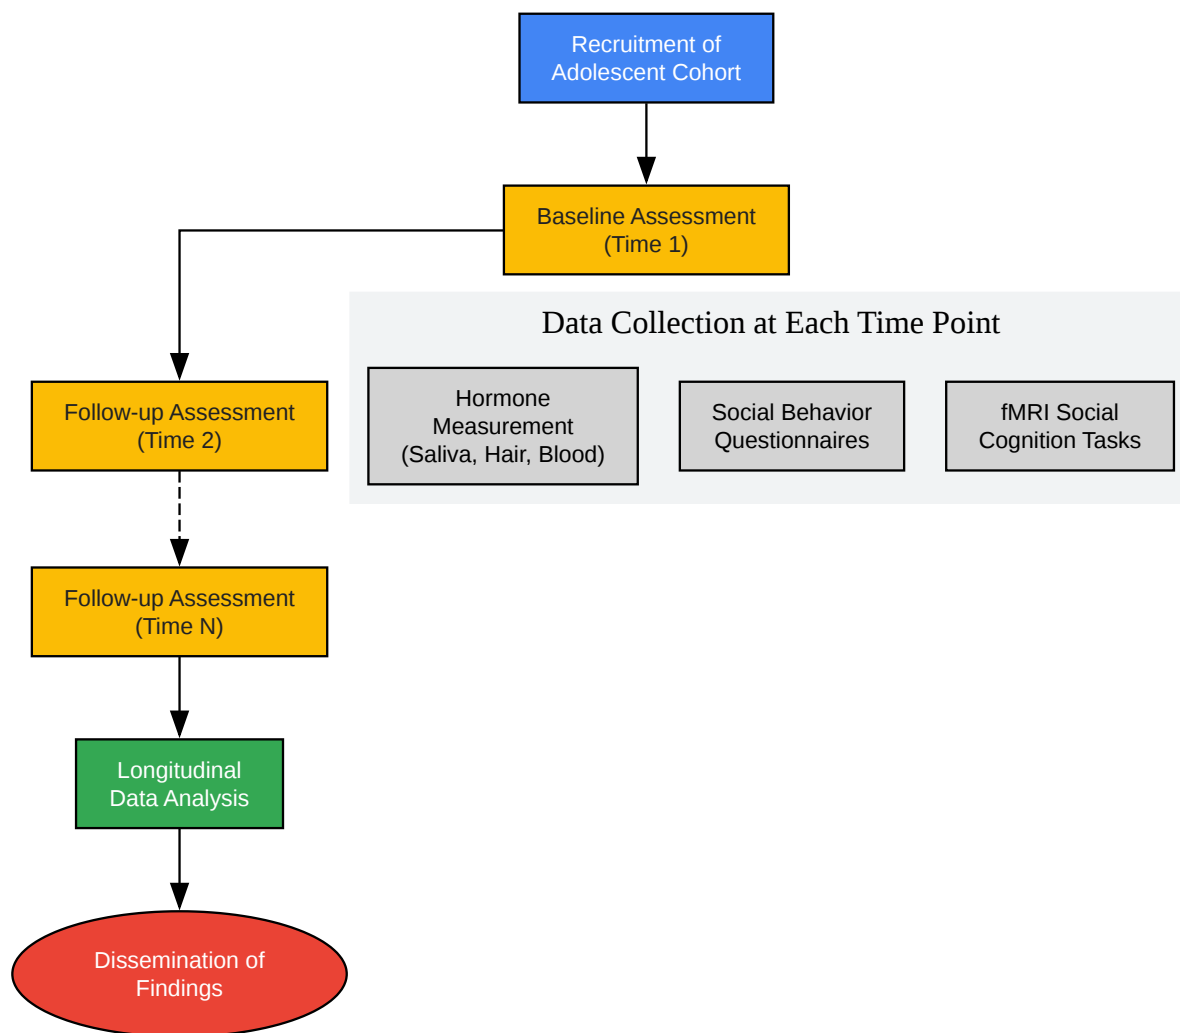 Recruitment of
Adolescent Cohort
Baseline Assessment
(Time 1)
Data Collection at Each Time Point
Hormone
Measurement
(Saliva, Hair, Blood)
Social Behavior
Questionnaires
fMRI Social
Cognition Tasks
Follow-up Assessment
(Time 2)
Follow-up Assessment
(Time N)
Longitudinal
Data Analysis
Dissemination of
Findings